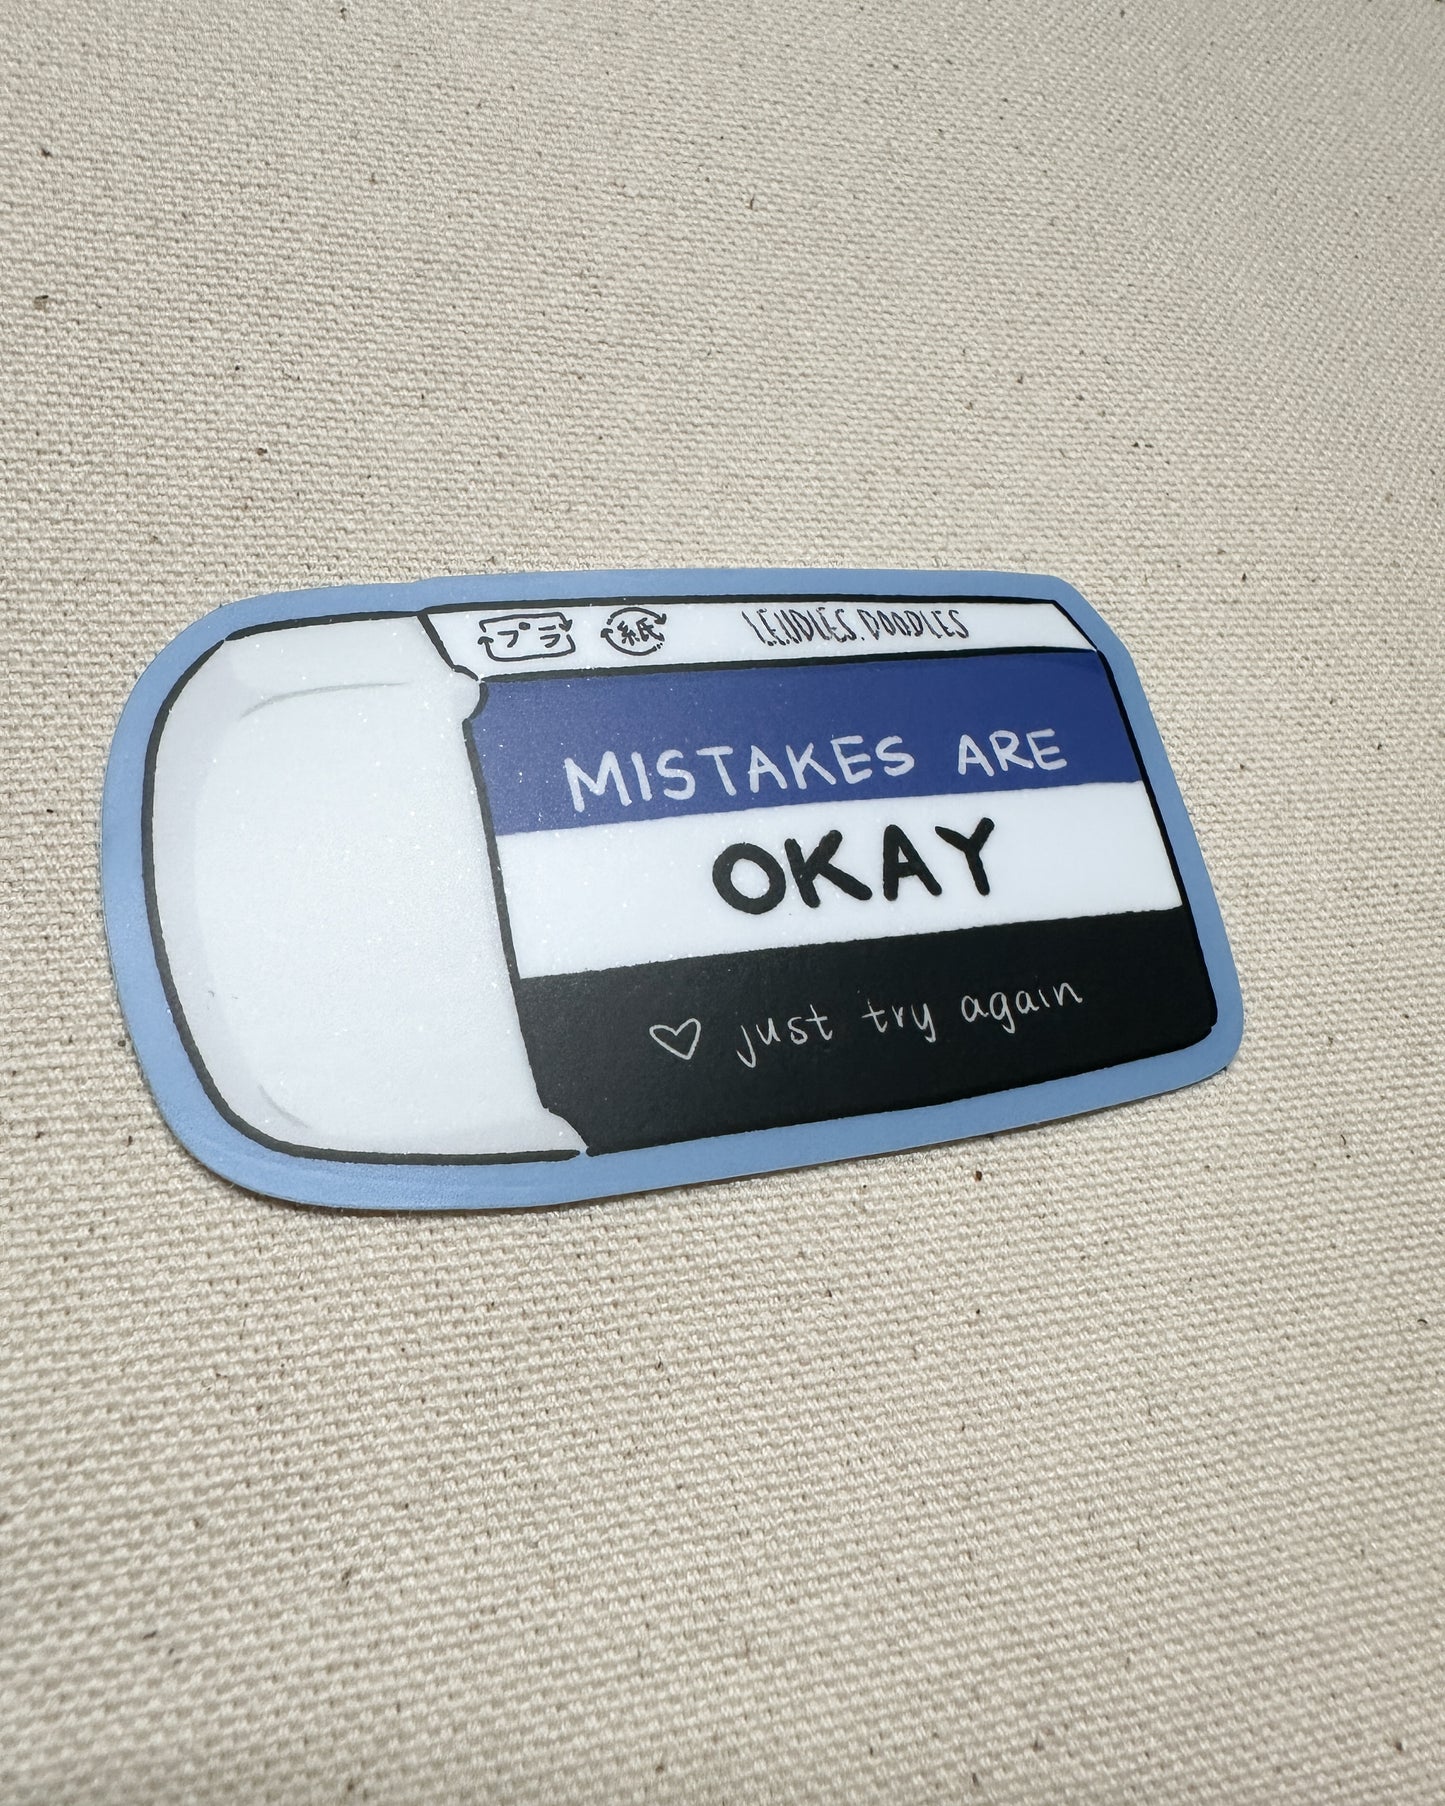 プラ 紙
MISTAKES ARE
OKAY
just try again